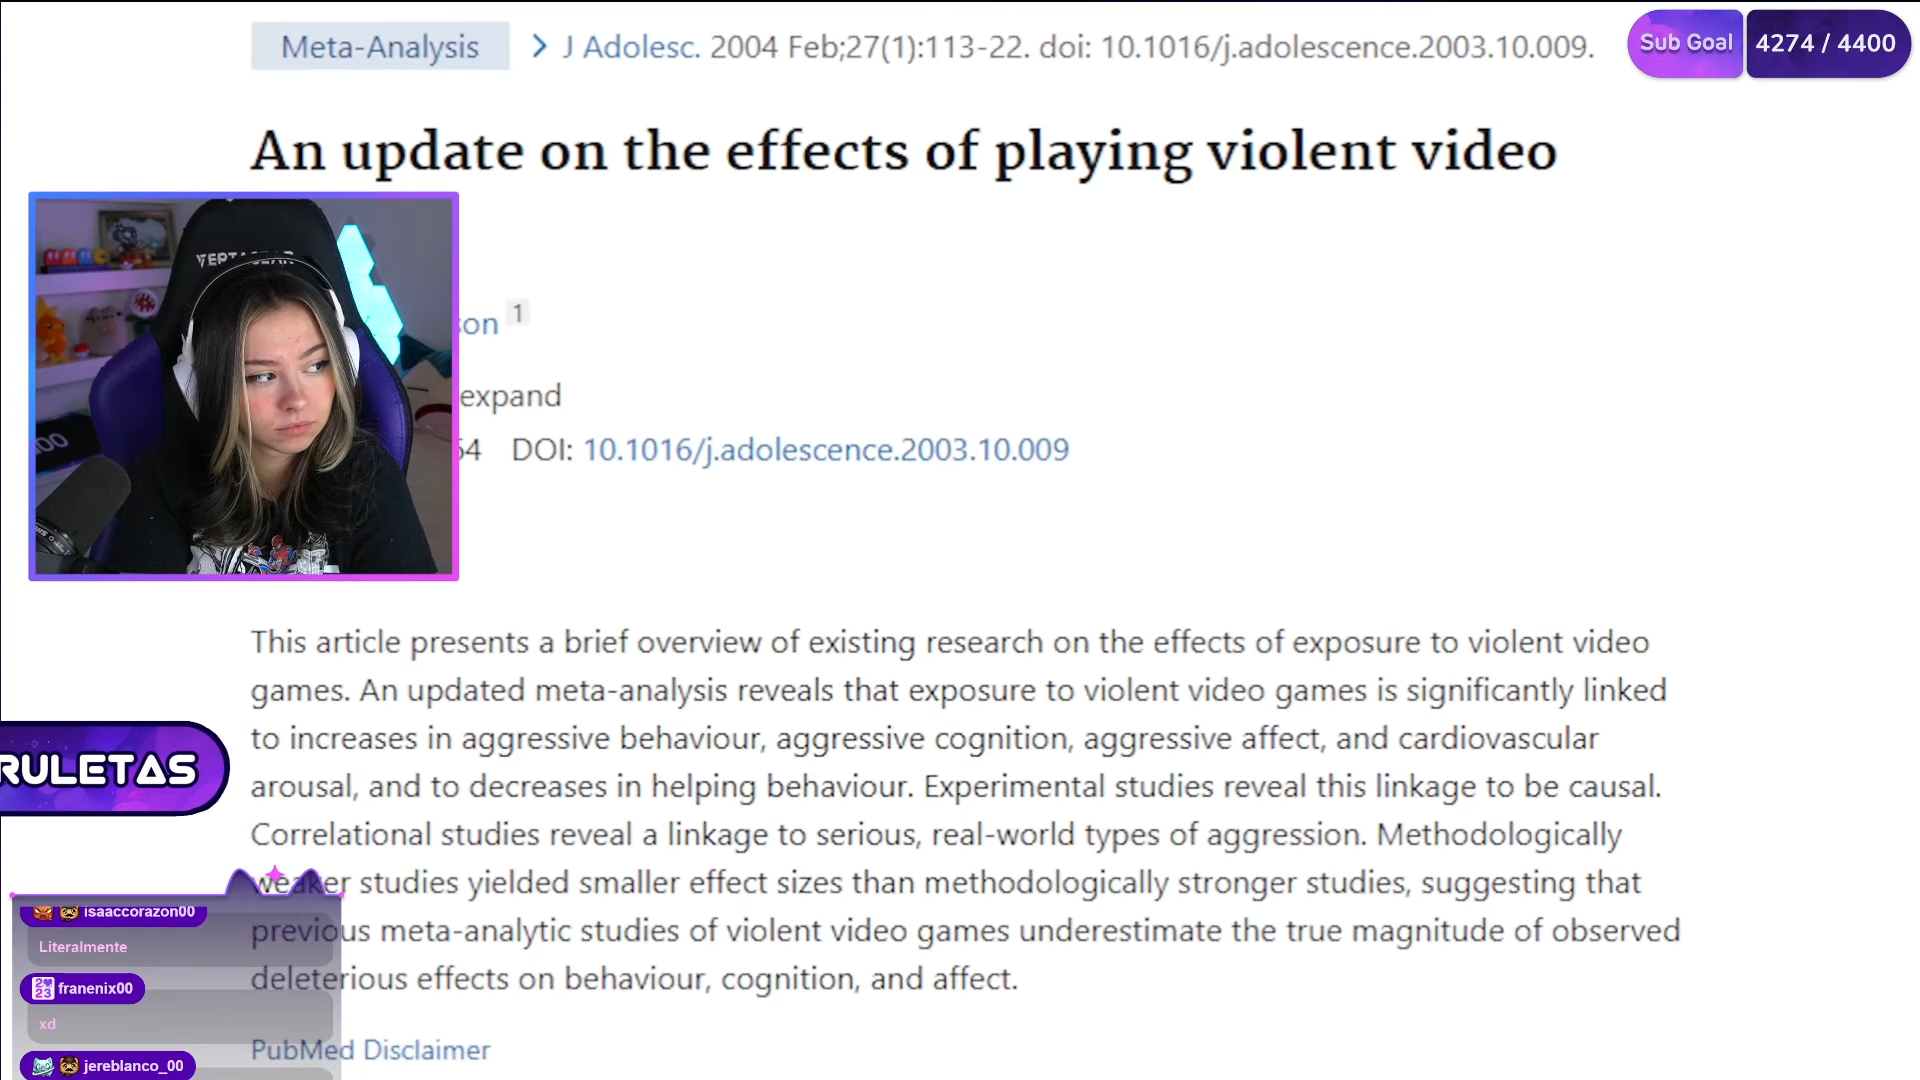 Meta-Analysis > J Adolesc. 2004 Feb;27(1):113-22. doi: 10.1016/j.adolescence.2003.10.009.
Sub Goal 4274 / 4400
An update on the effects of playing violent video
son 1
expand
64 DOI: 10.1016/j.adolescence.2003.10.009
This article presents a brief overview of existing research on the effects of exposure to violent video
games. An updated meta-analysis reveals that exposure to violent video games is significantly linked
to increases in aggressive behaviour, aggressive cognition, aggressive affect, and cardiovascular
arousal, and to decreases in helping behaviour. Experimental studies reveal this linkage to be causal.
Correlational studies reveal a linkage to serious, real-world types of aggression. Methodologically
weaker studies yielded smaller effect sizes than methodologically stronger studies, suggesting that
previous meta-analytic studies of violent video games underestimate the true magnitude of observed
deleterious effects on behaviour, cognition, and affect.
PubMed Disclaimer
RULETAS
isaaccorazon00
Literalmente
franenix00
xd
jereblanco_00